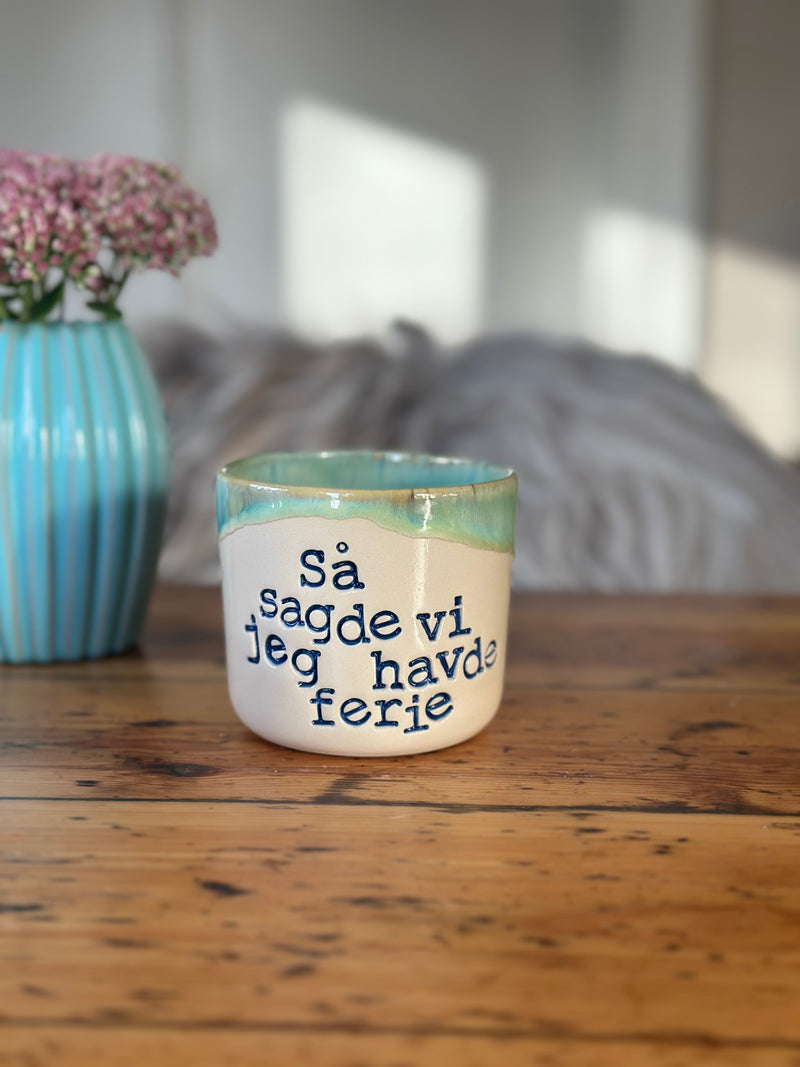 Så
sagde vi
jeg havde
ferie